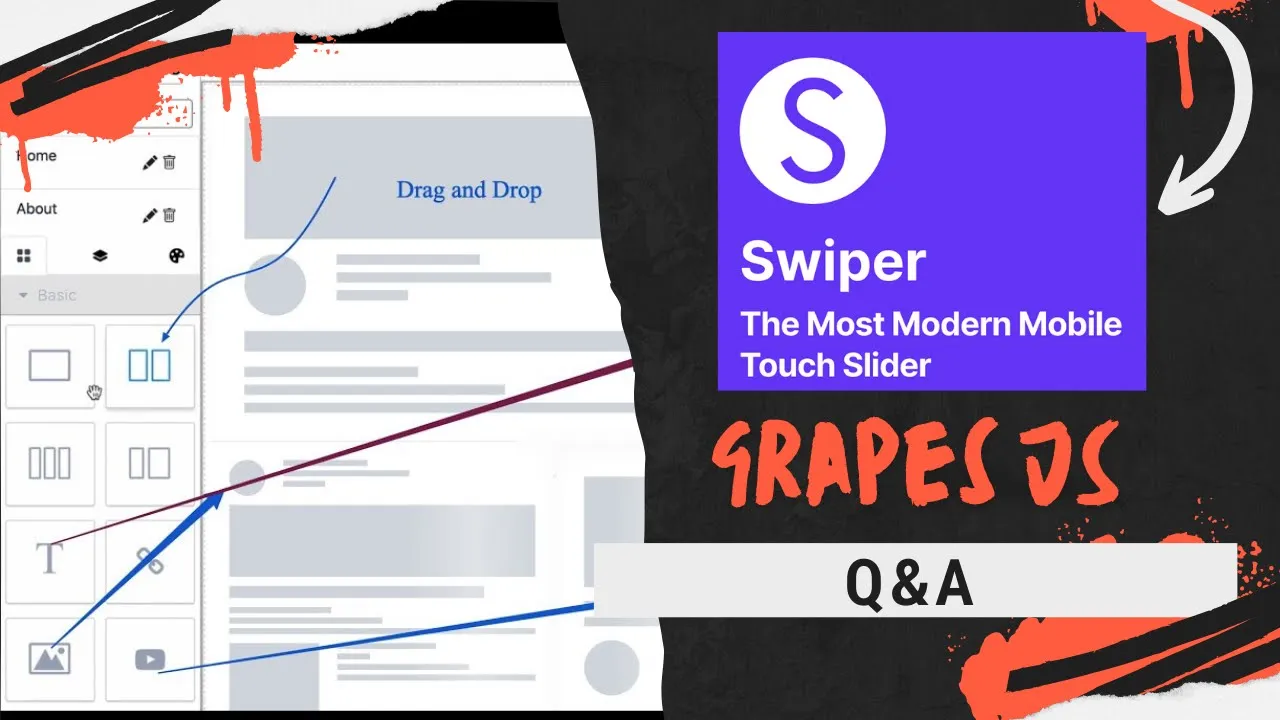 Home
About
Basic
T
Drag and Drop
S
Swiper
The Most Modern Mobile
Touch Slider
GRAPES JS
Q&A